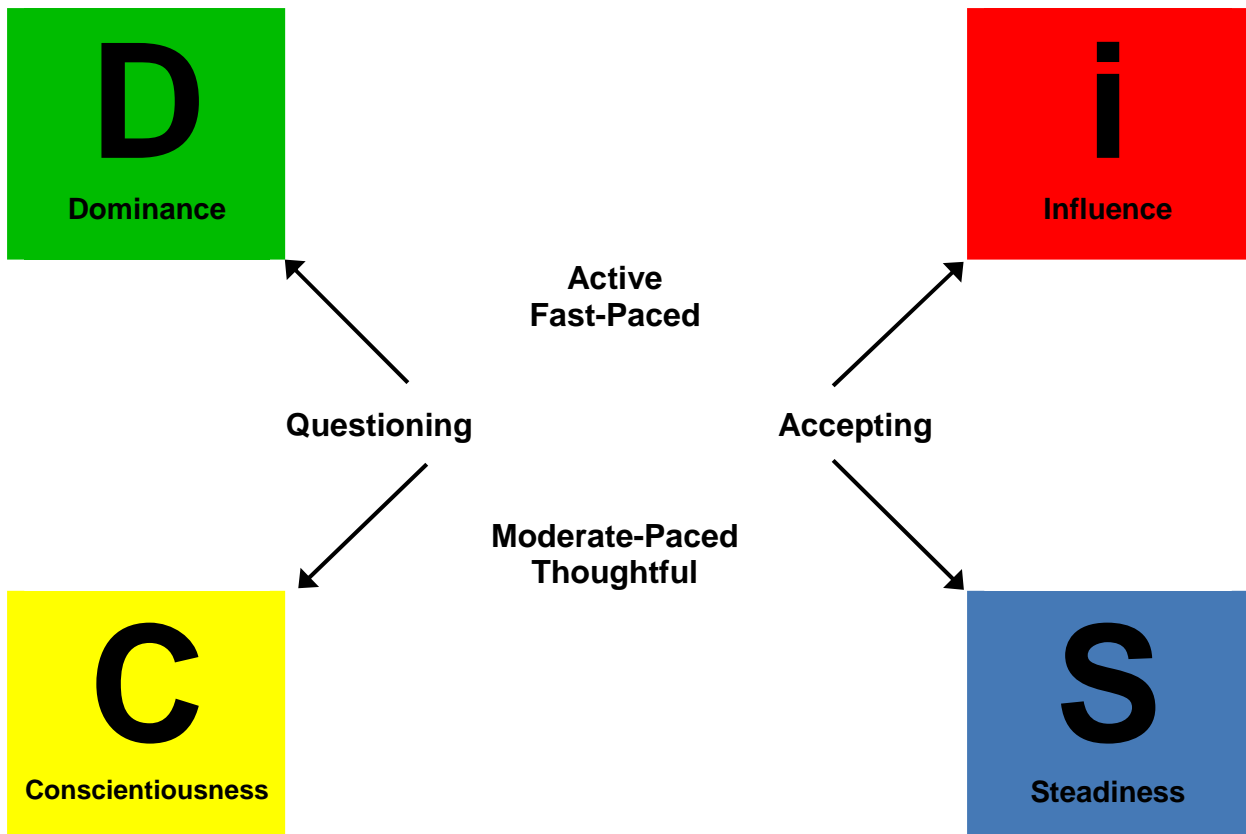 D
Dominance
i
Influence
Active
Fast-Paced
Questioning
Accepting
Moderate-Paced
Thoughtful
C
Conscientiousness
S
Steadiness